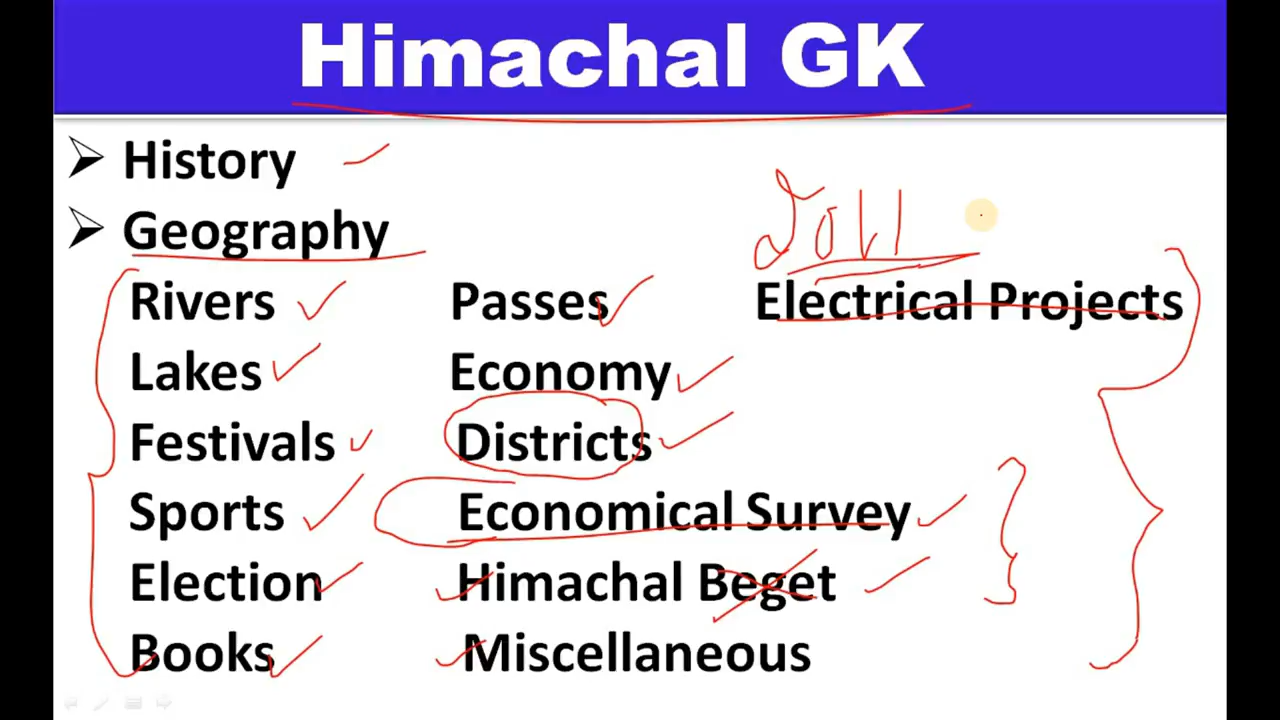 Himachal GK
History
Geography
Rivers Passes Electrical Projects
Lakes Economy
Festivals Districts
Sports Economical Survey
Election Himachal Beget
Books Miscellaneous